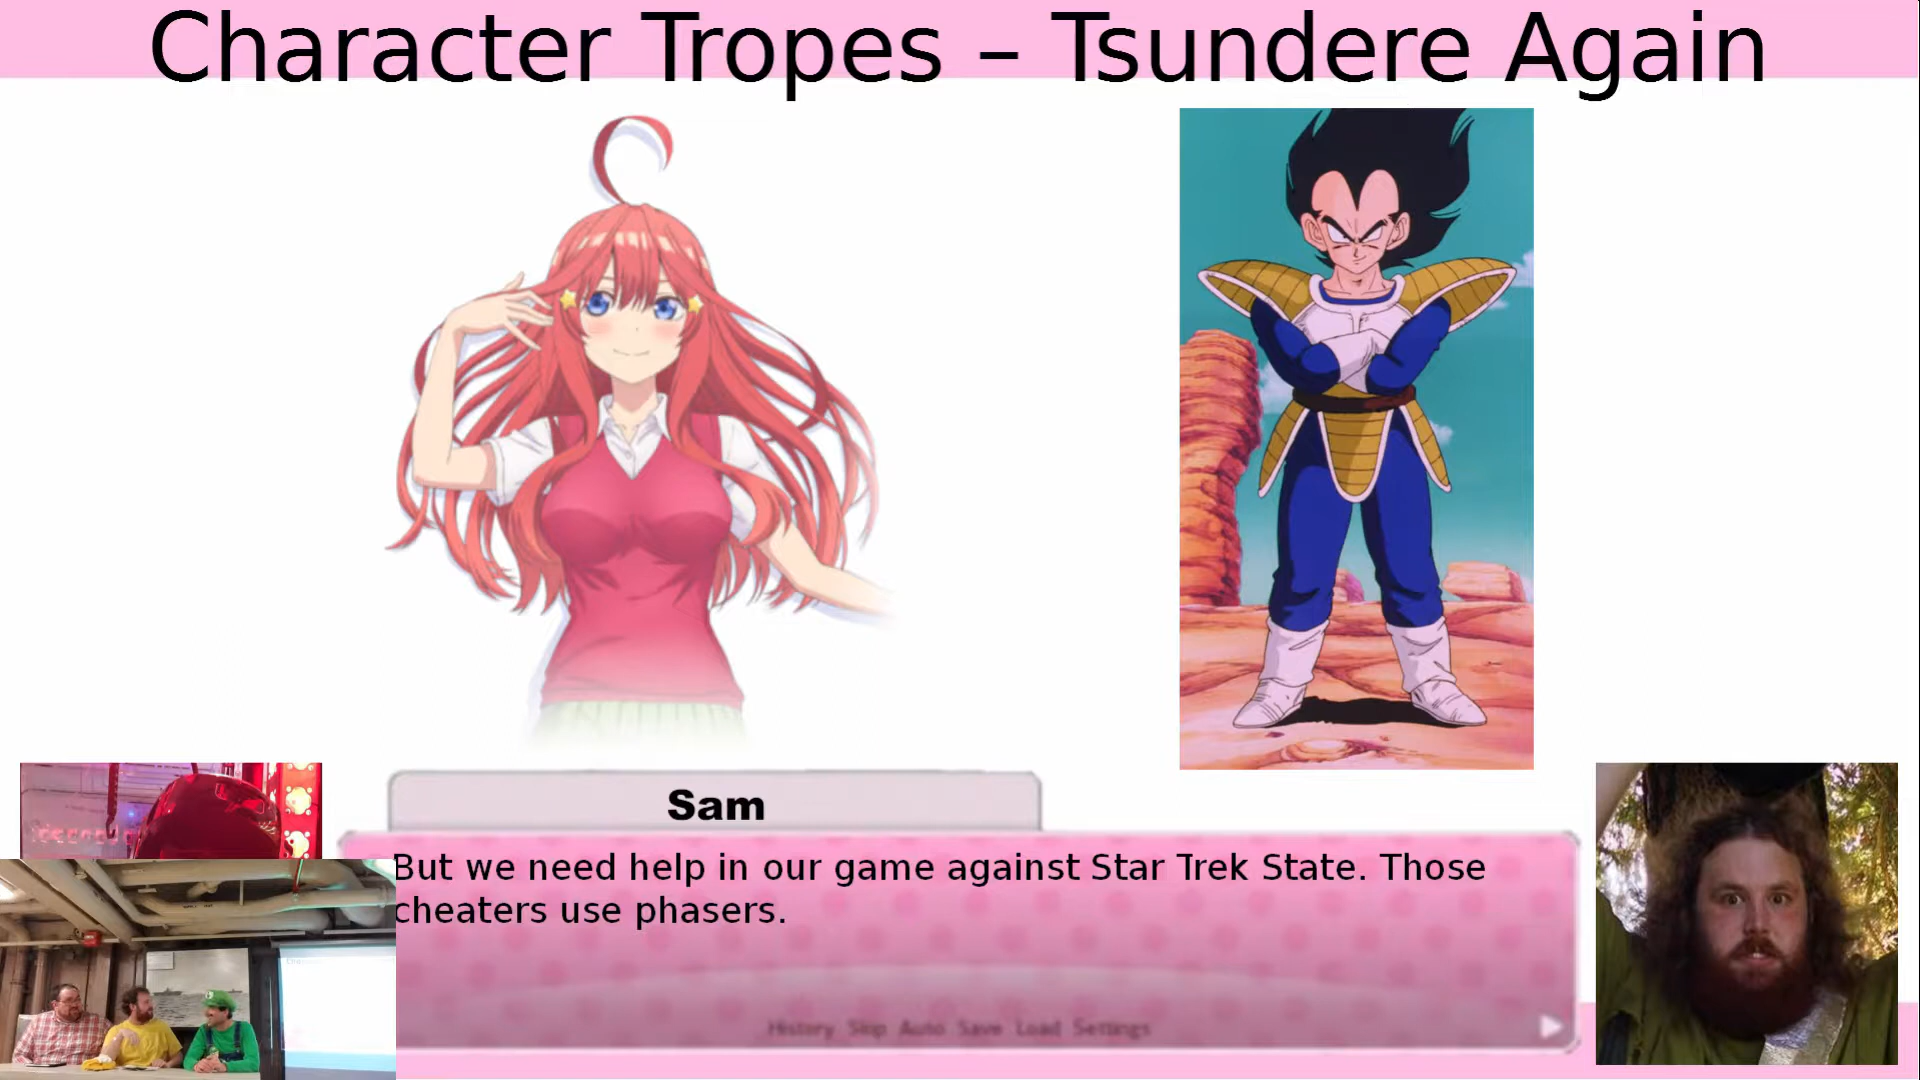 Character Tropes – Tsundere Again
Sam
But we need help in our game against Star Trek State. Those
cheaters use phasers.
History Skip Auto Save Load Settings